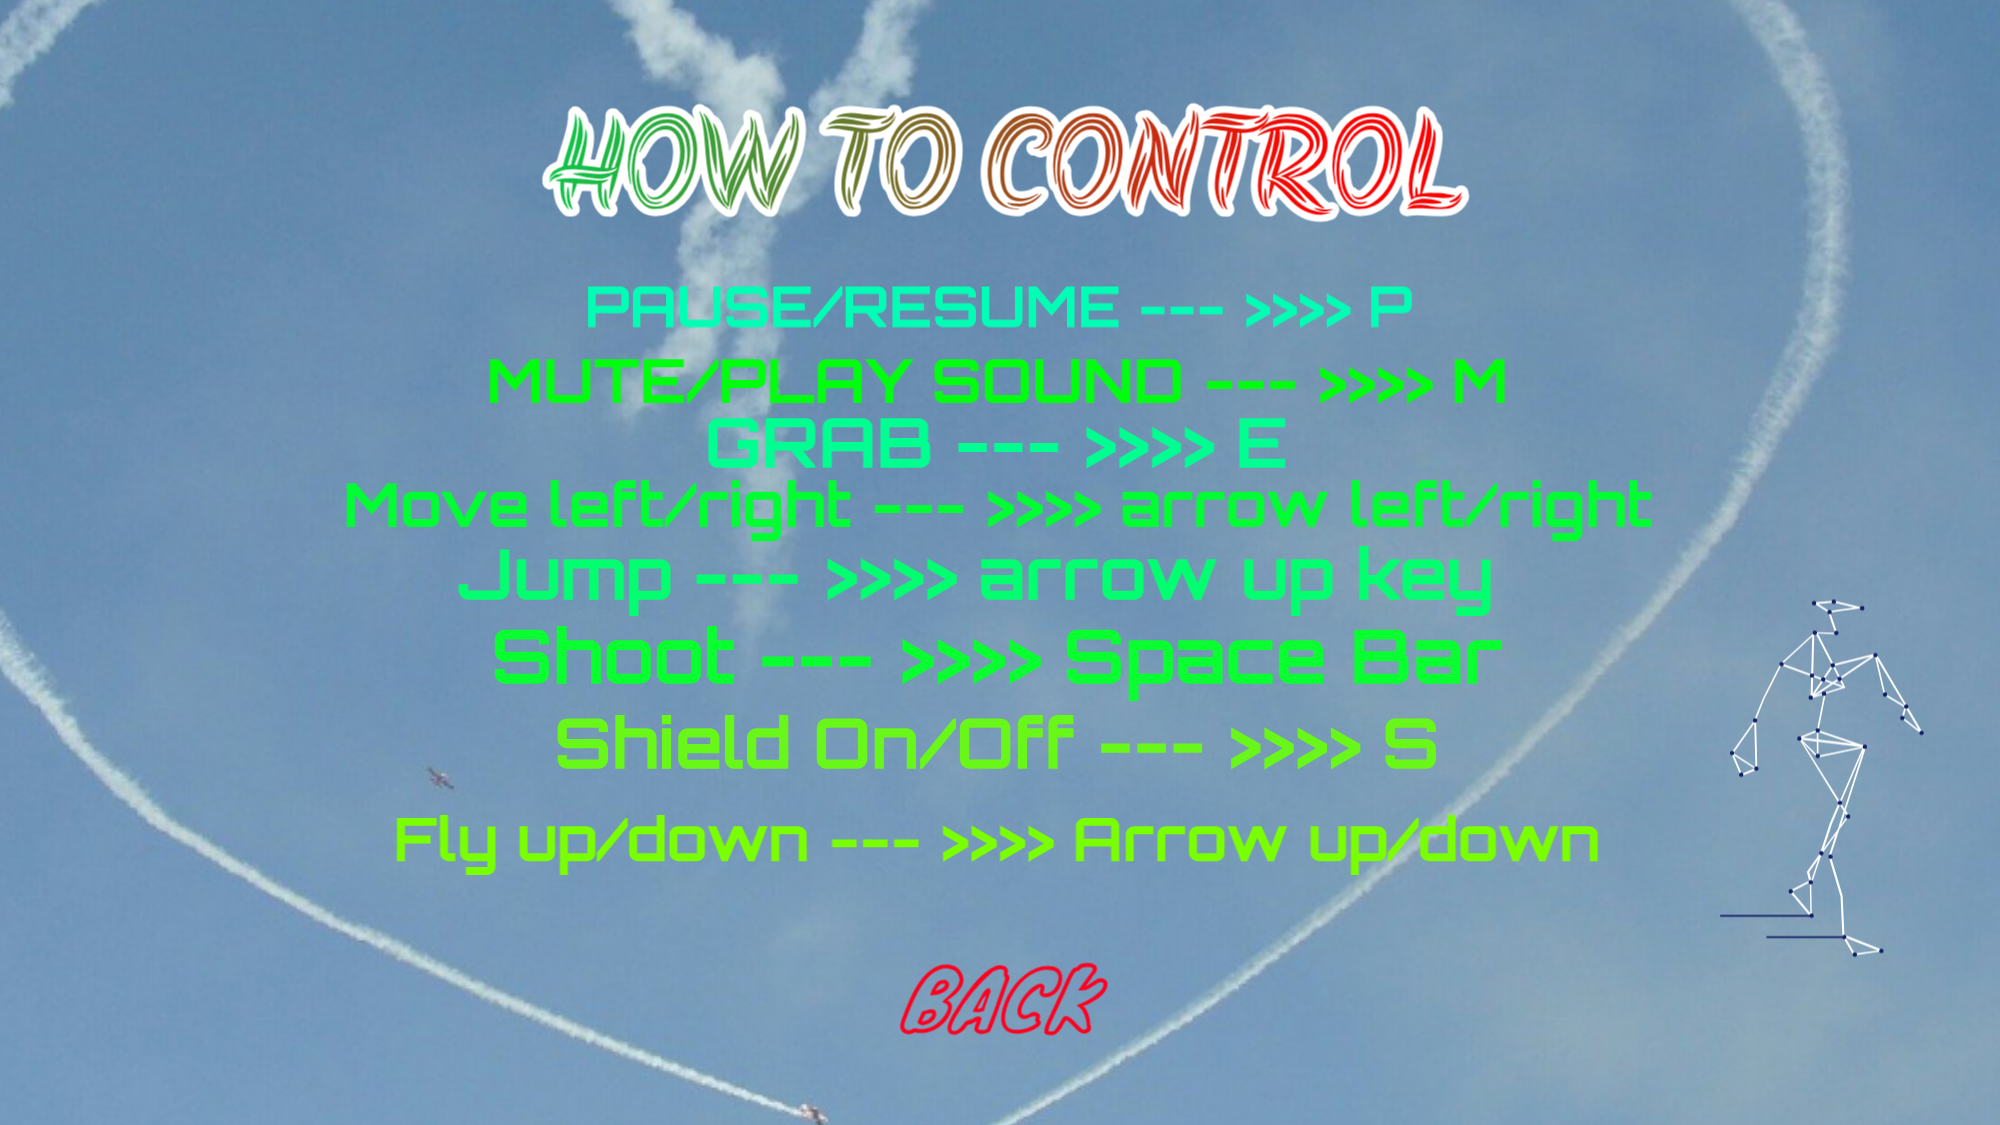 HOW TO CONTROL
PAUSE/RESUME --- >>>> P
MUTE/PLAY SOUND --- >>>> M
GRAB --- >>>> E
Move left/right --- >>>> arrow left/right
Jump --- >>>> arrow up key
Shoot --- >>>> Space Bar
Shield On/Off --- >>>> S
Fly up/down --- >>>> Arrow up/down
BACK